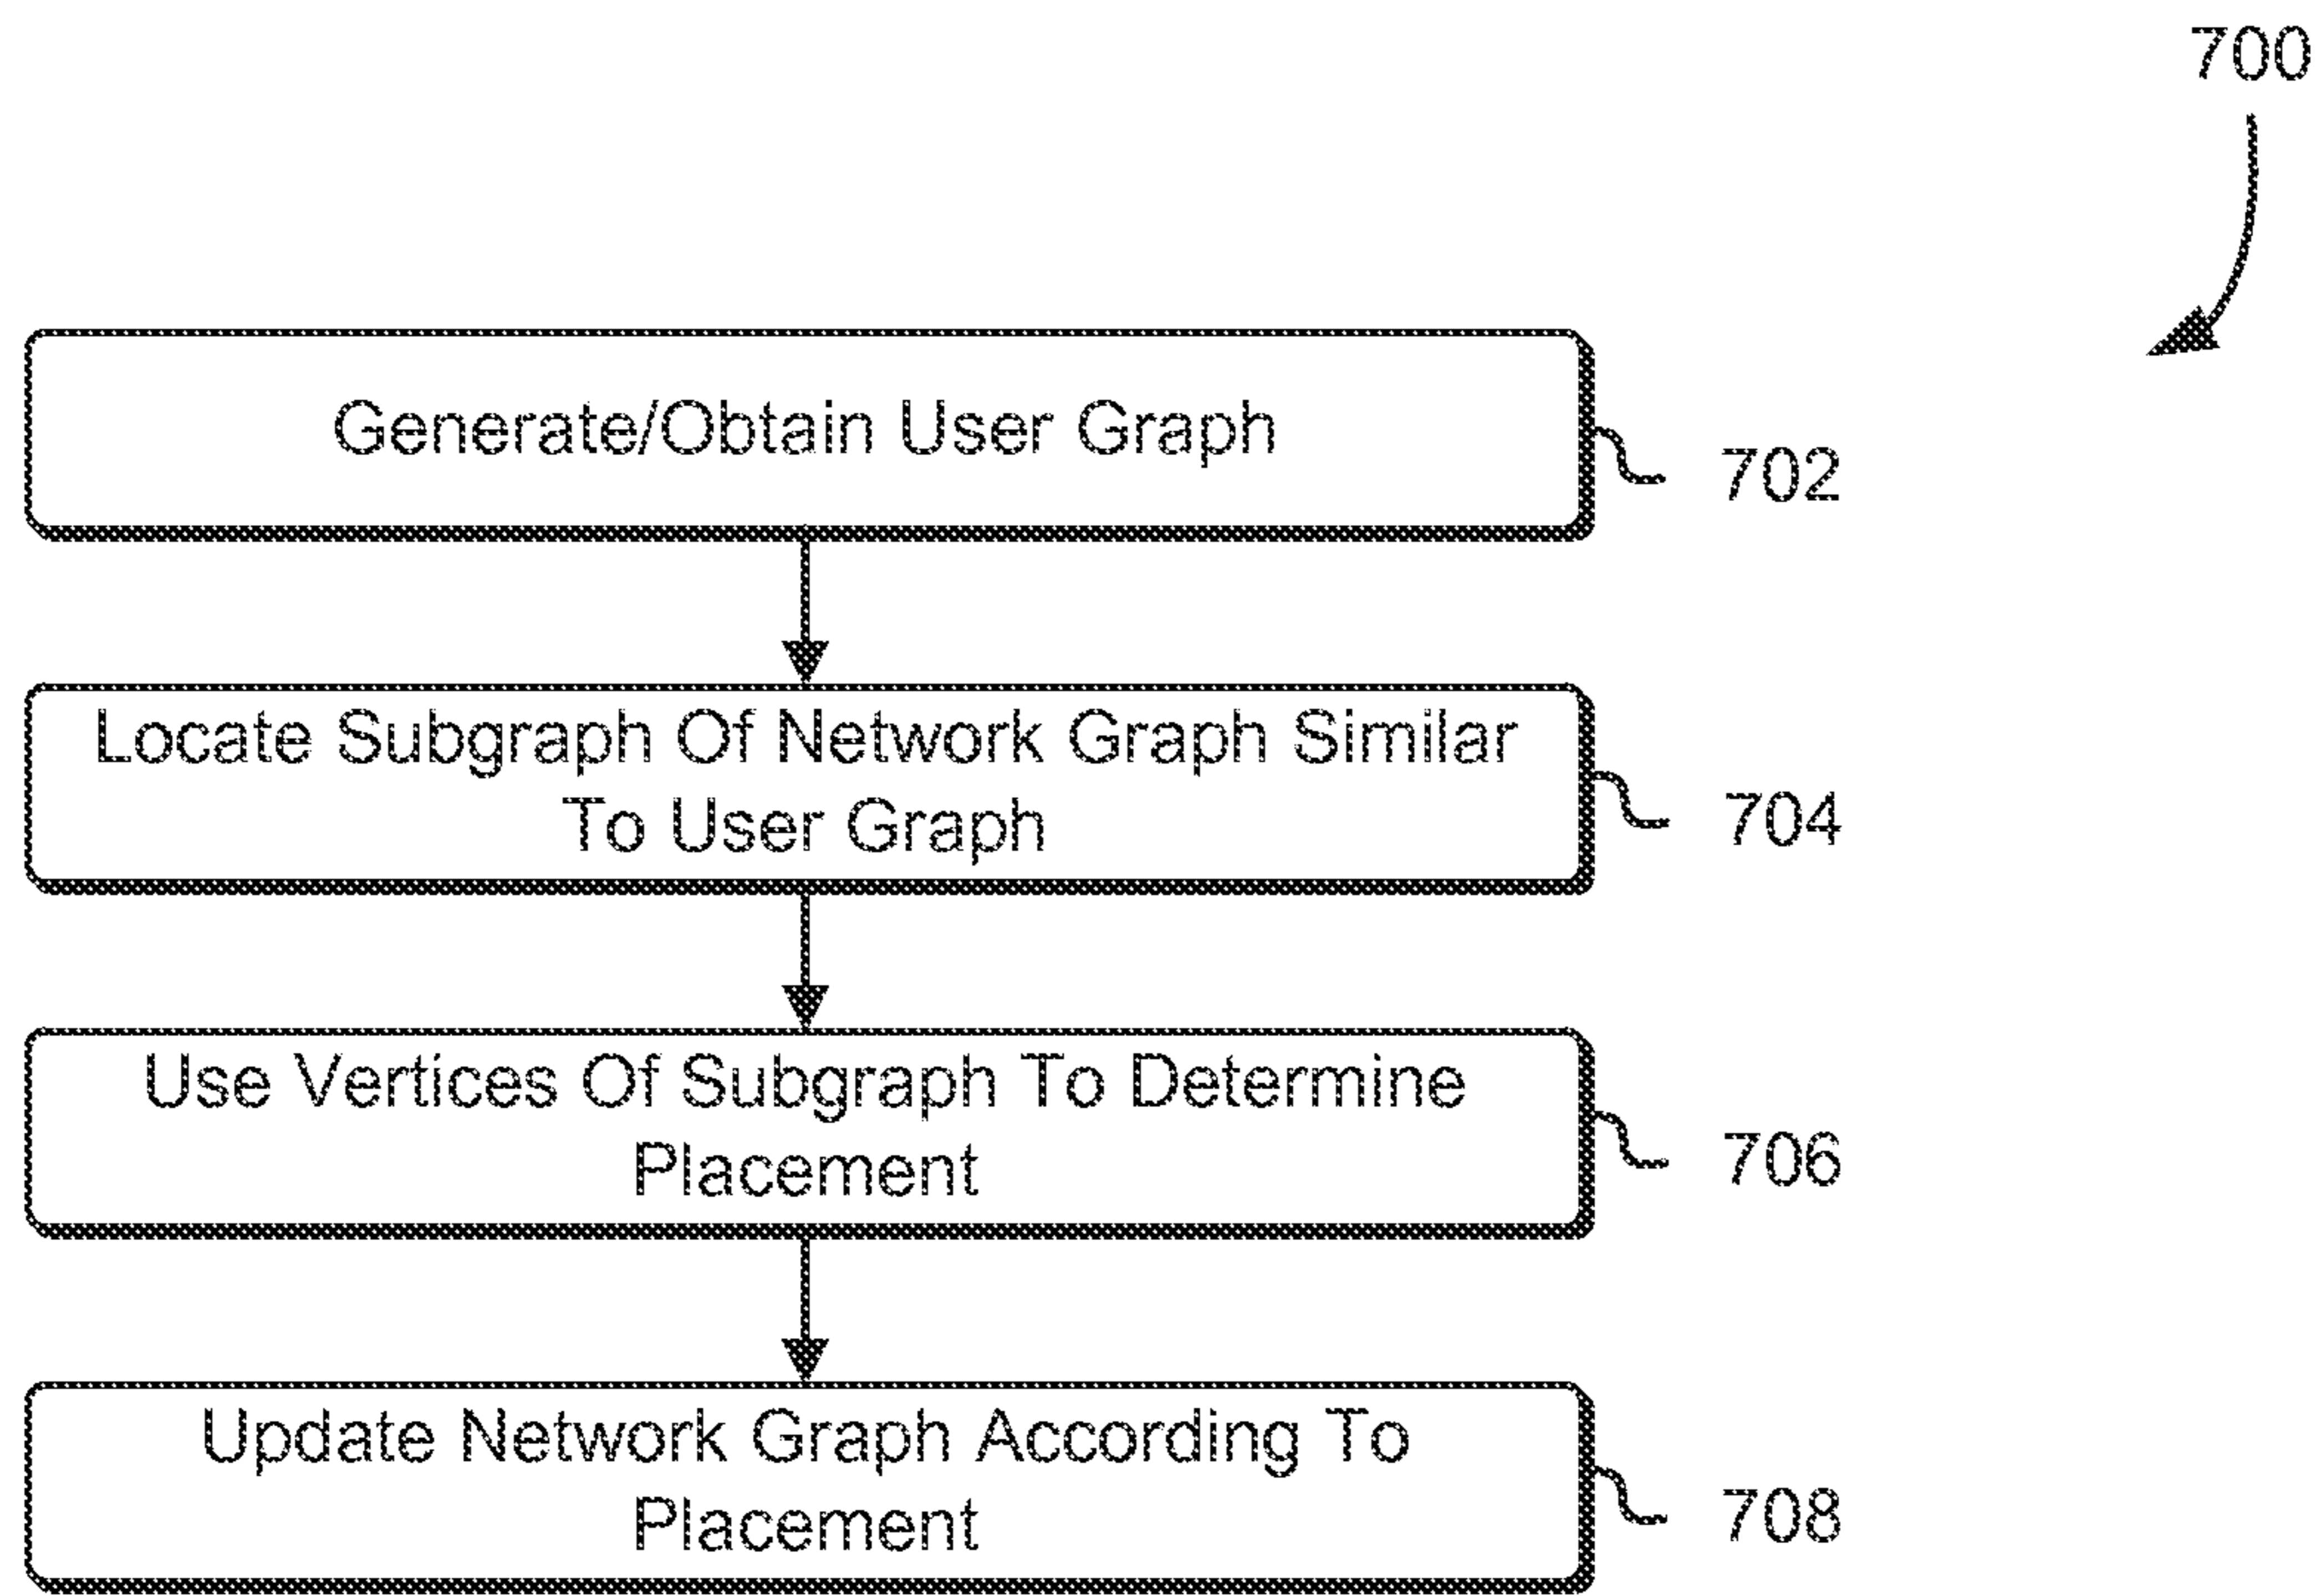 700
Generate/Obtain User Graph
702
Locate Subgraph Of Network Graph Similar
To User Graph
704
Use Vertices Of Subgraph To Determine
Placement
706
Update Network Graph According To
Placement
708